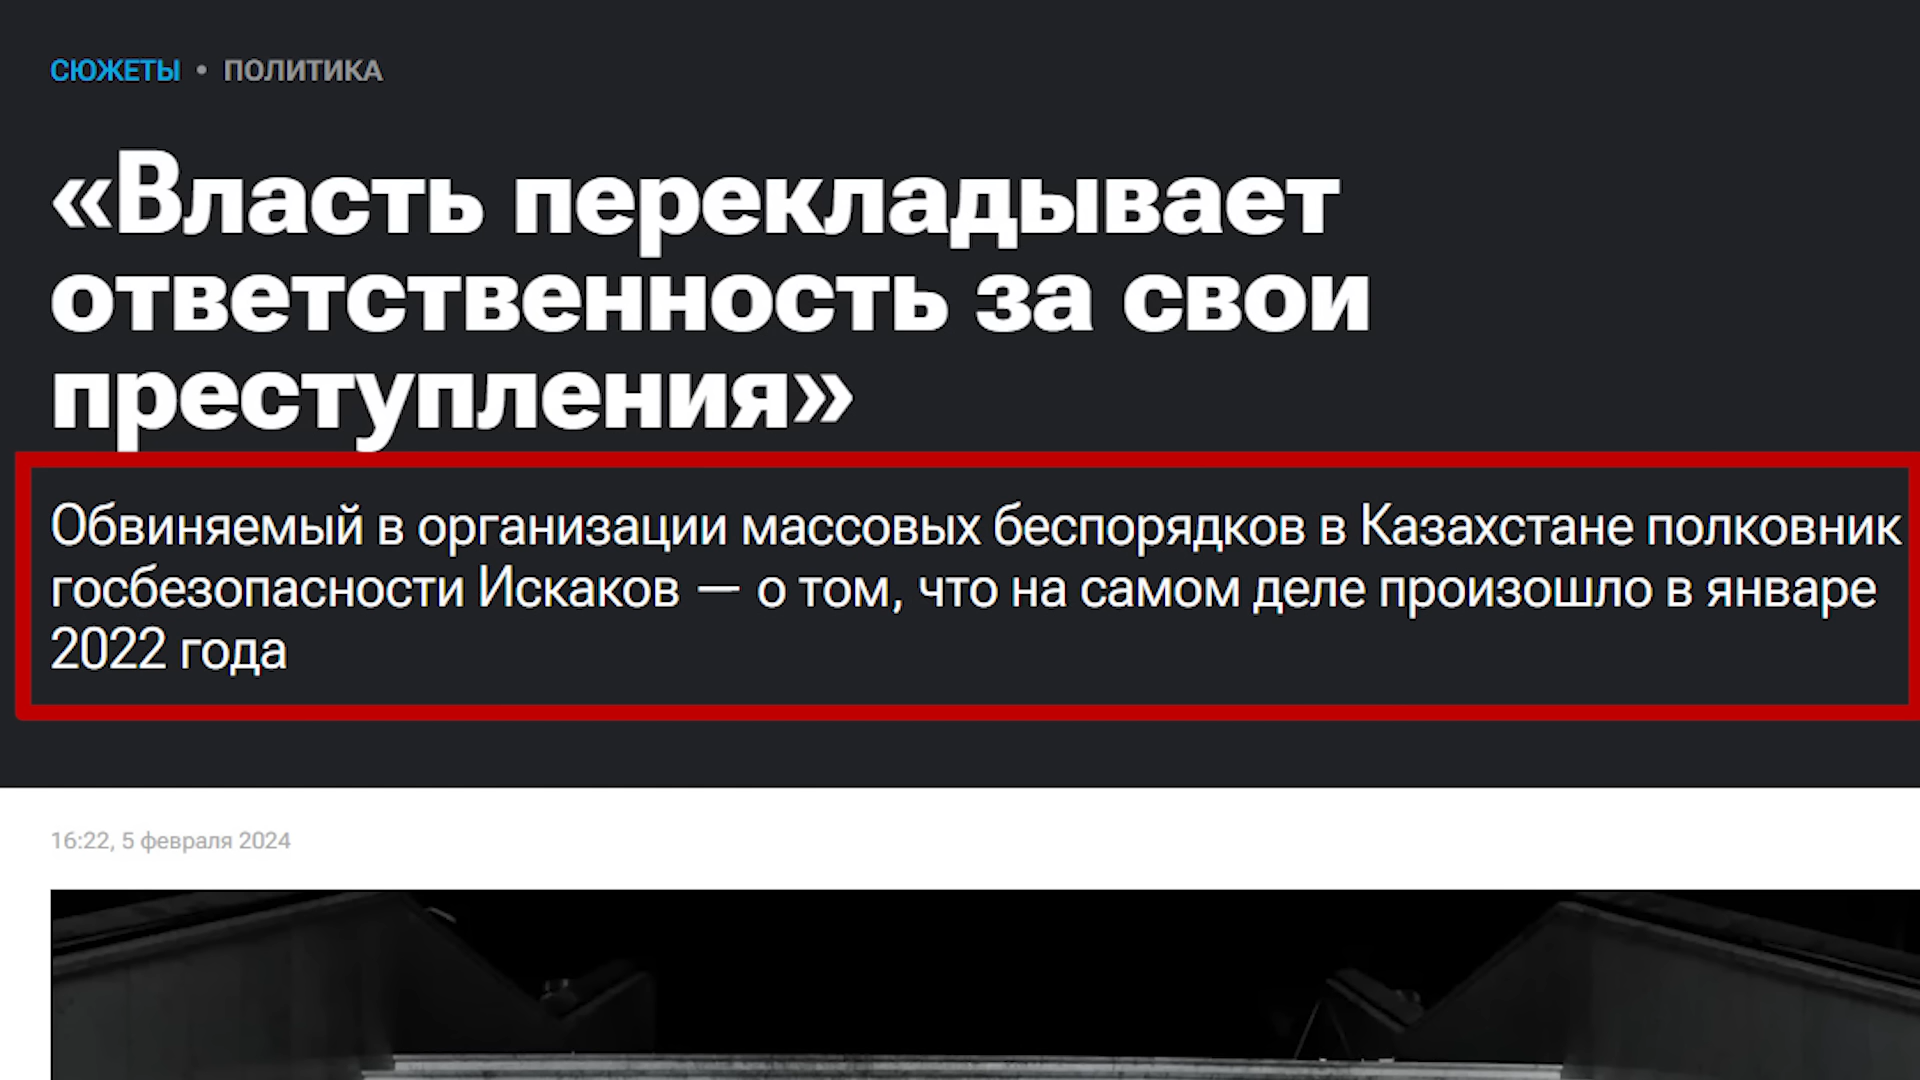 СЮЖЕТЫ • ПОЛИТИКА
«Власть перекладывает
ответственность за свои
преступления»
Обвиняемый в организации массовых беспорядков в Казахстане полковник
госбезопасности Искаков — о том, что на самом деле произошло в январе
2022 года
16:22, 5 февраля 2024